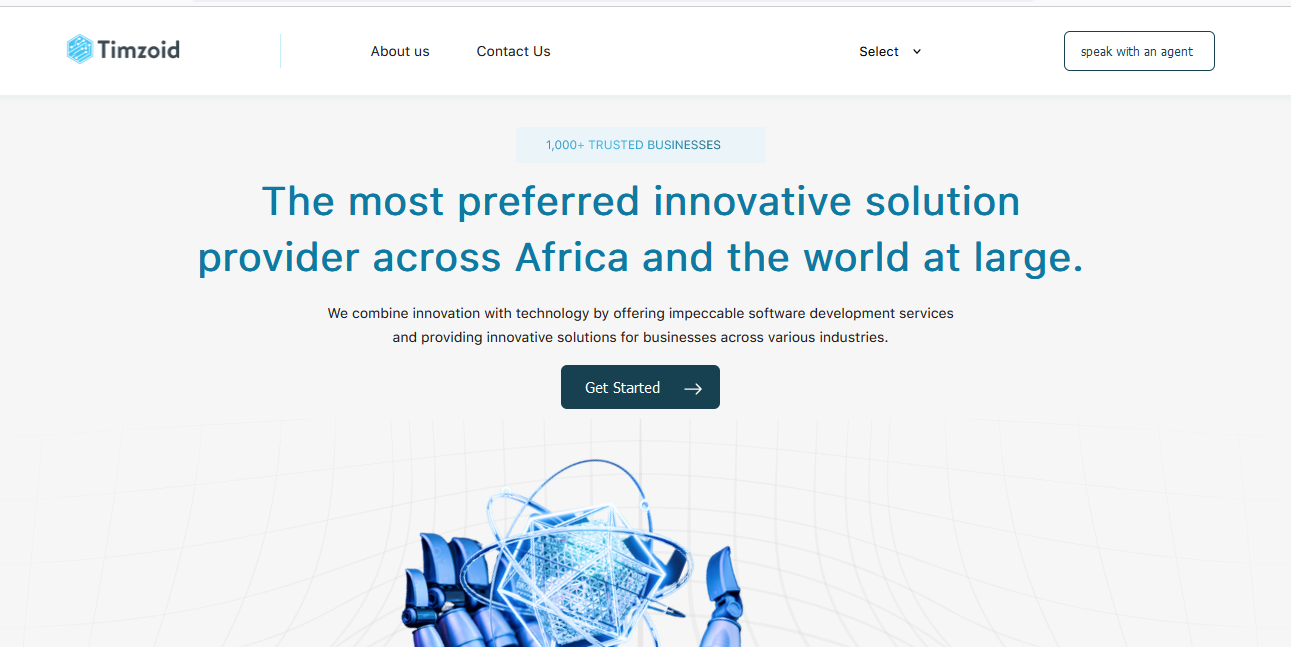 Timzoid
About us
Contact Us
Select
speak with an agent
1,000+ TRUSTED BUSINESSES
The most preferred innovative solution
provider across Africa and the world at large.
We combine innovation with technology by offering impeccable software development services
and providing innovative solutions for businesses across various industries.
Get Started